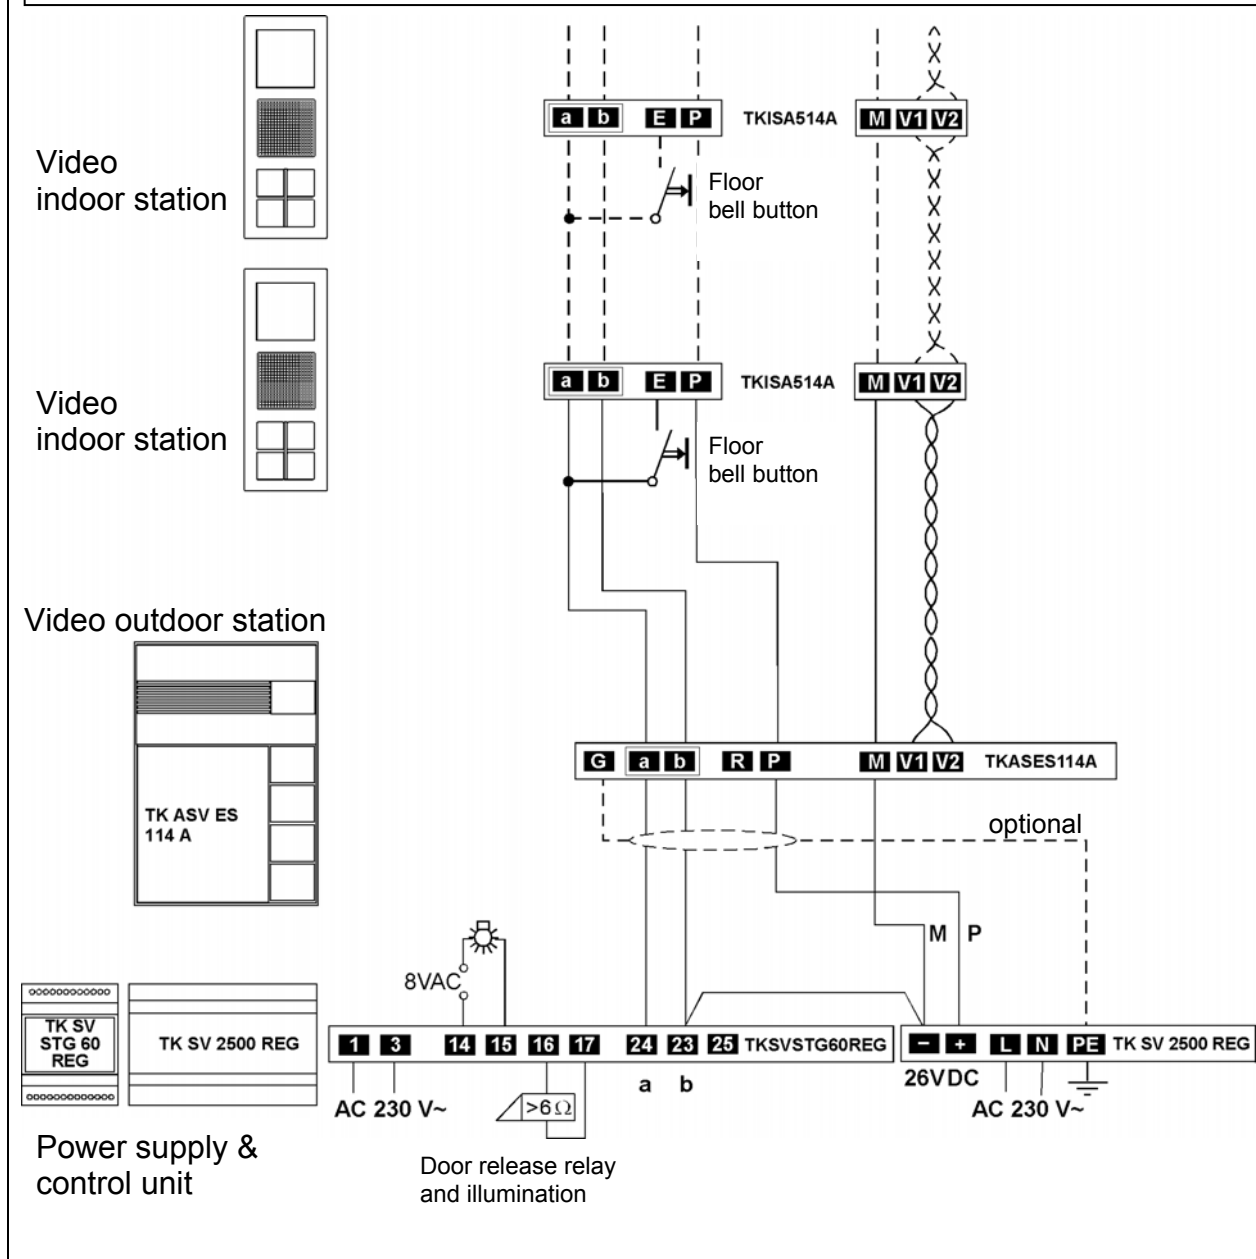 a b E P TKISA514A M V1 V2
Video
indoor station
Floor
bell button
a b E P TKISA514A M V1 V2
Video
indoor station
Floor
bell button
Video outdoor station
TK ASV ES
114 A
G a b R P M V1 V2 TKASES114A
optional
M P
8VAC
TK SV
STG 60
REG
TK SV 2500 REG
1 3 14 15 16 17 24 23 25 TKSVSTG60REG
− + L N PE TK SV 2500 REG
a b
26VDC
AC 230 V~
>6 Ω
AC 230 V~
Power supply &
control unit
Door release relay
and illumination